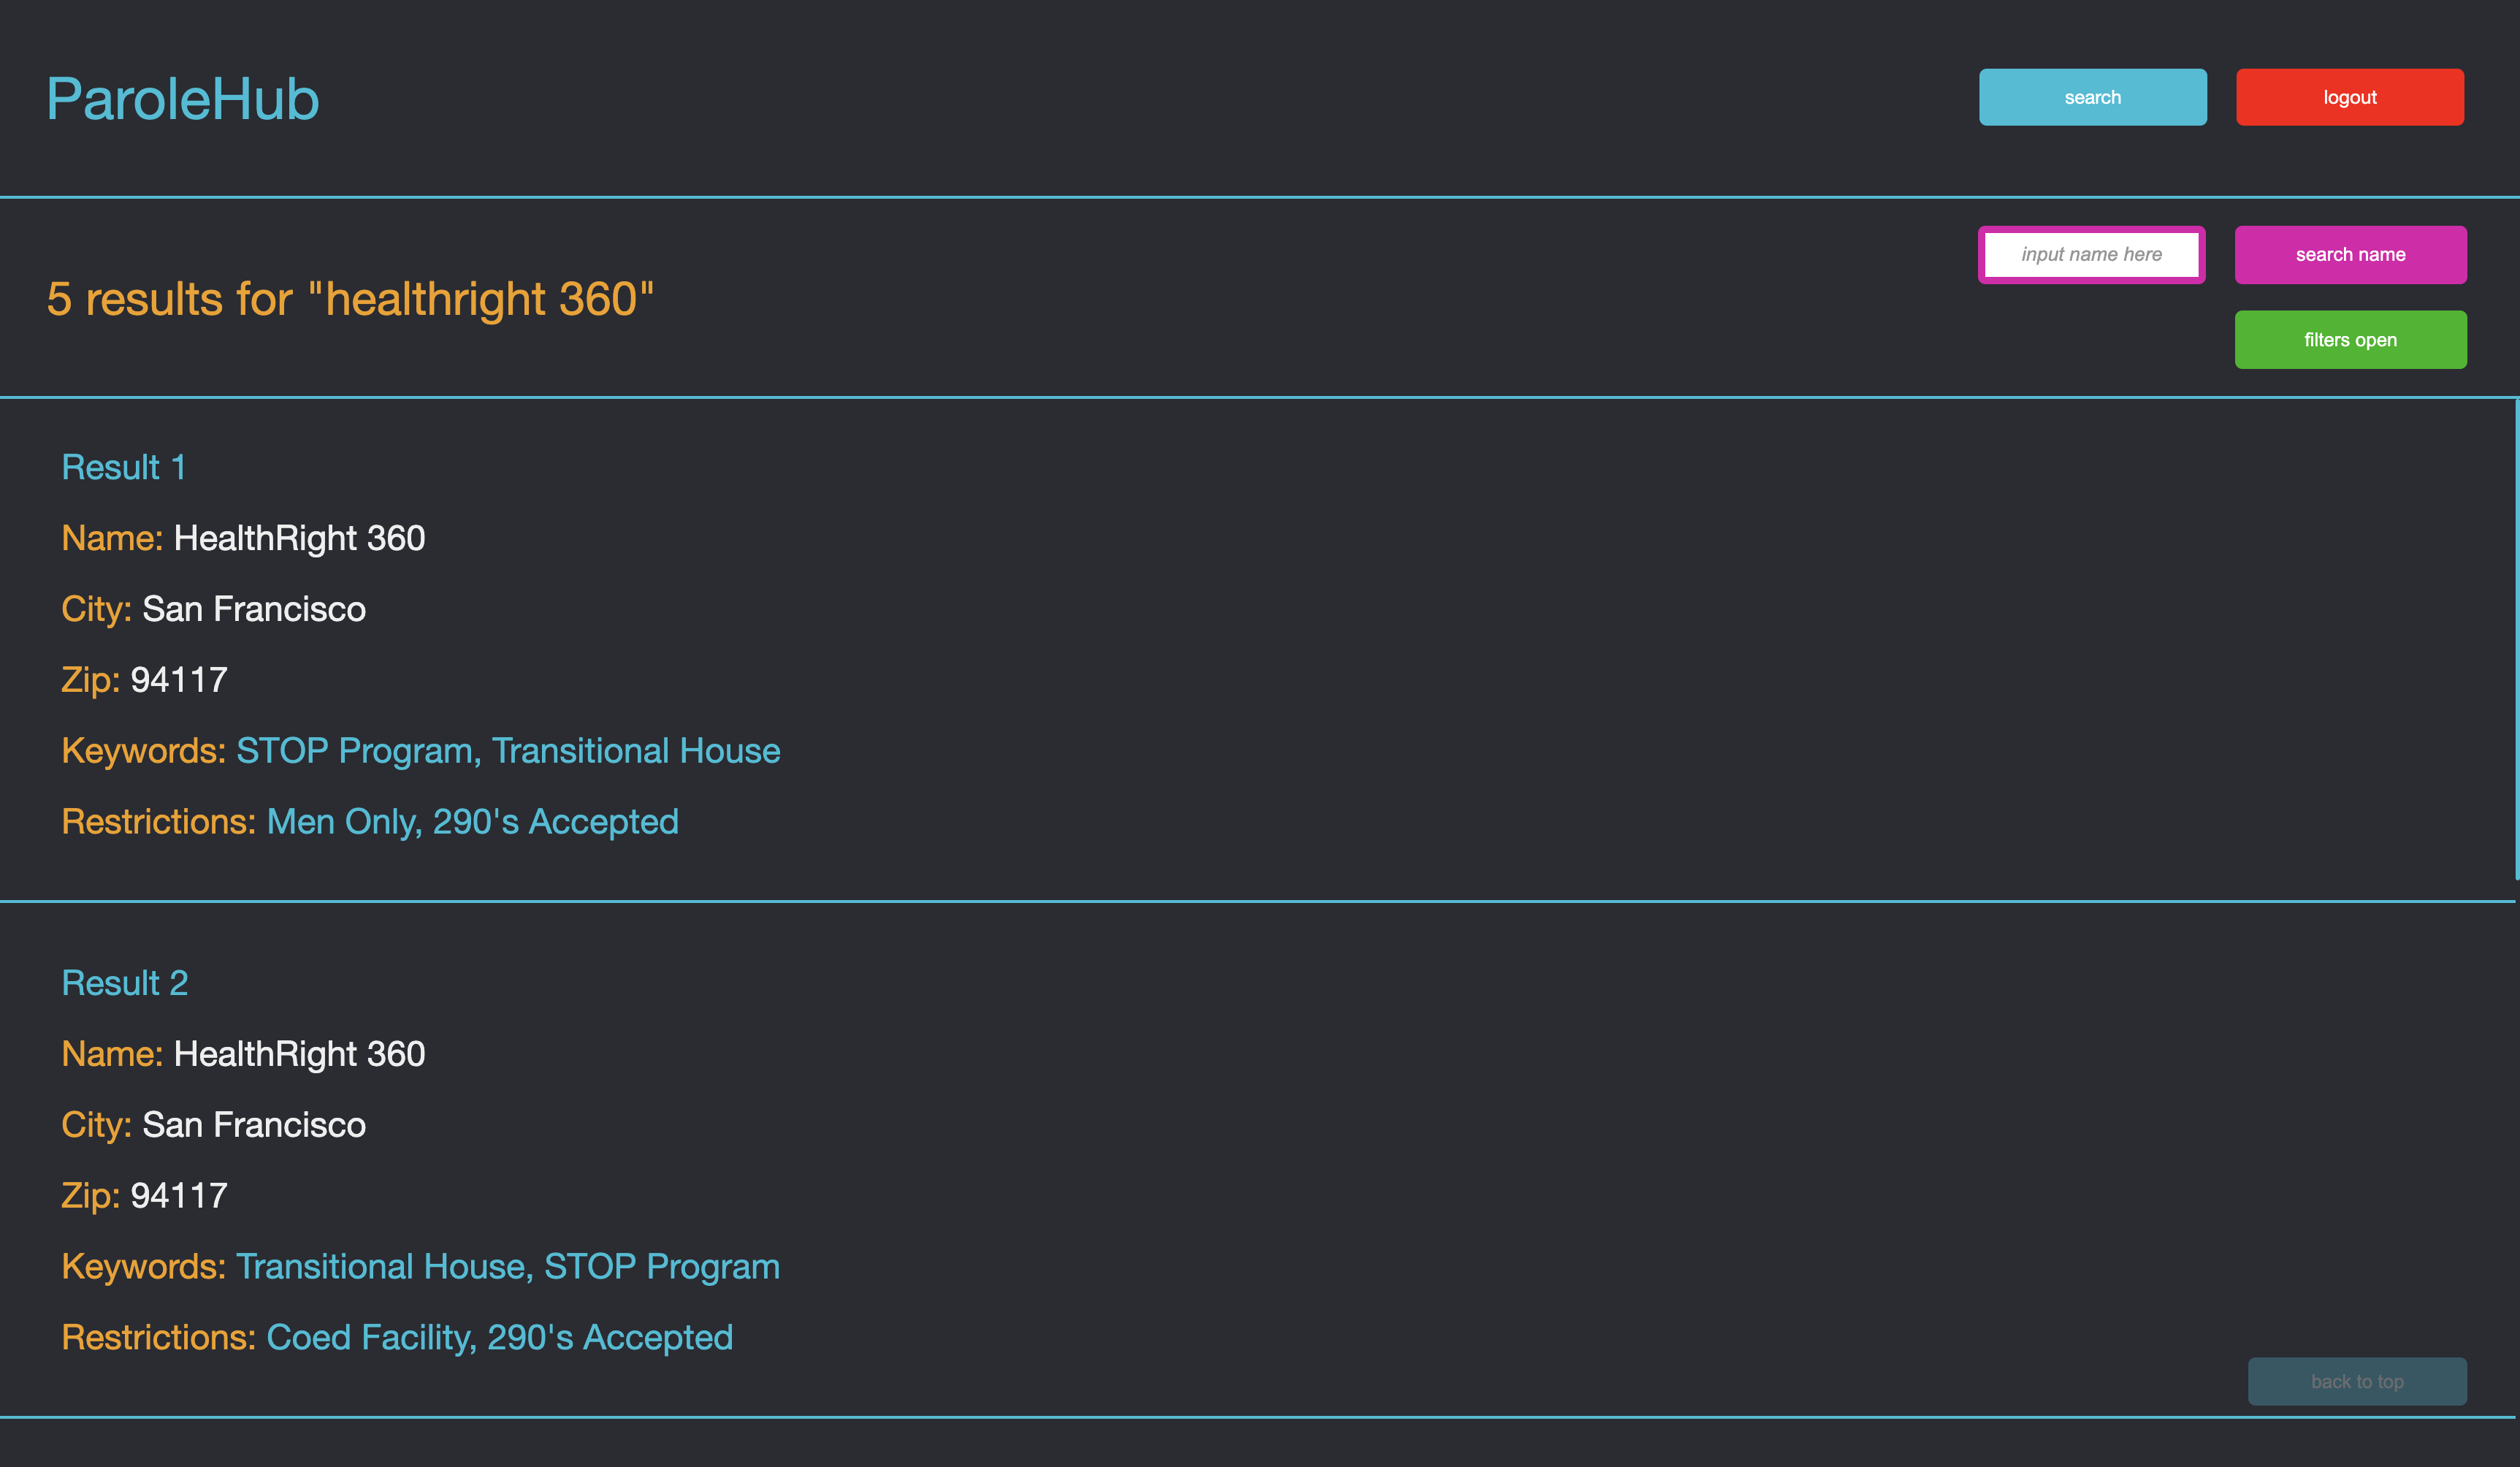 ParoleHub
search
logout
input name here
search name
5 results for "healthright 360"
filters open
Result 1
Name: HealthRight 360
City: San Francisco
Zip: 94117
Keywords: STOP Program, Transitional House
Restrictions: Men Only, 290's Accepted
Result 2
Name: HealthRight 360
City: San Francisco
Zip: 94117
Keywords: Transitional House, STOP Program
Restrictions: Coed Facility, 290's Accepted
back to top